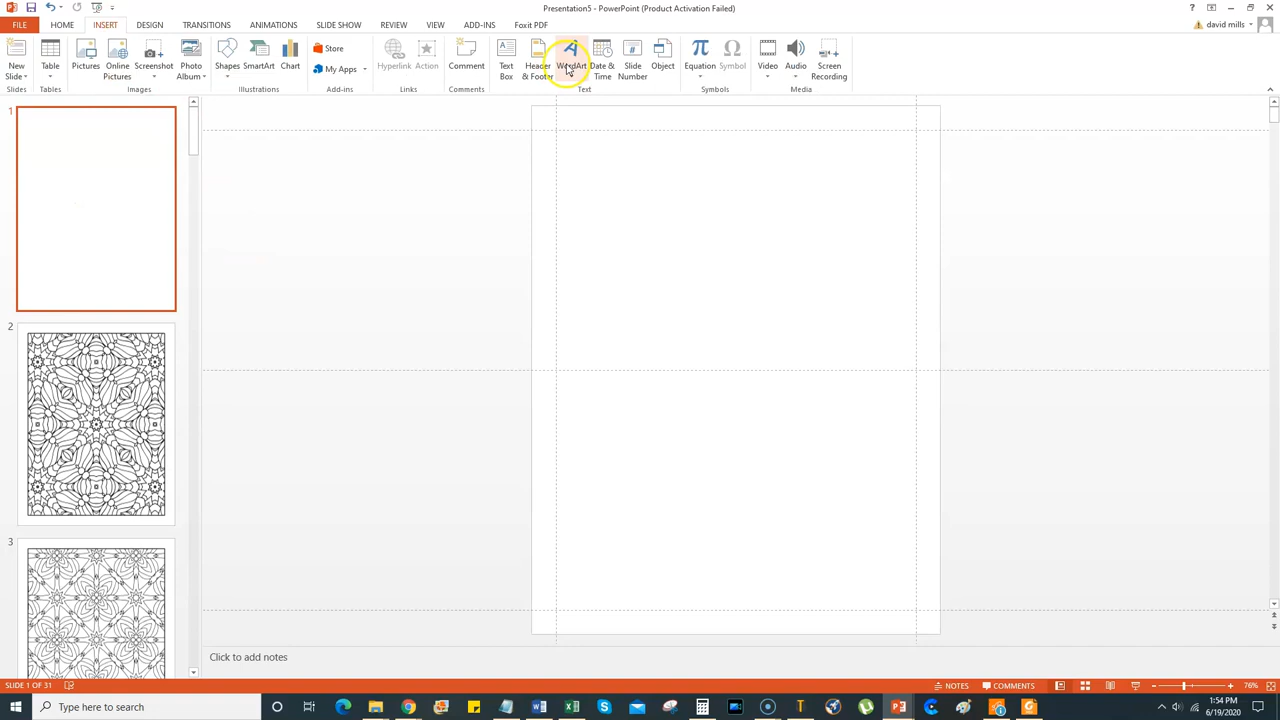 Presentation5 - PowerPoint (Product Activation Failed)
FILE HOME INSERT DESIGN TRANSITIONS ANIMATIONS SLIDE SHOW REVIEW VIEW ADD-INS Foxit PDF
david mills
New Slide
Table
Pictures
Online Pictures
Screenshot
Photo Album
Shapes
SmartArt
Chart
Store
My Apps
Hyperlink
Action
Comment
Text Box
Header & Footer
WordArt
Date & Time
Slide Number
Object
Equation
Symbol
Video
Audio
Screen Recording
Slides Tables Images Illustrations Add-ins Links Comments Text Symbols Media
1
2
3
Click to add notes
SLIDE 1 OF 31
NOTES COMMENTS 76%
Type here to search
1:54 PM
6/19/2020